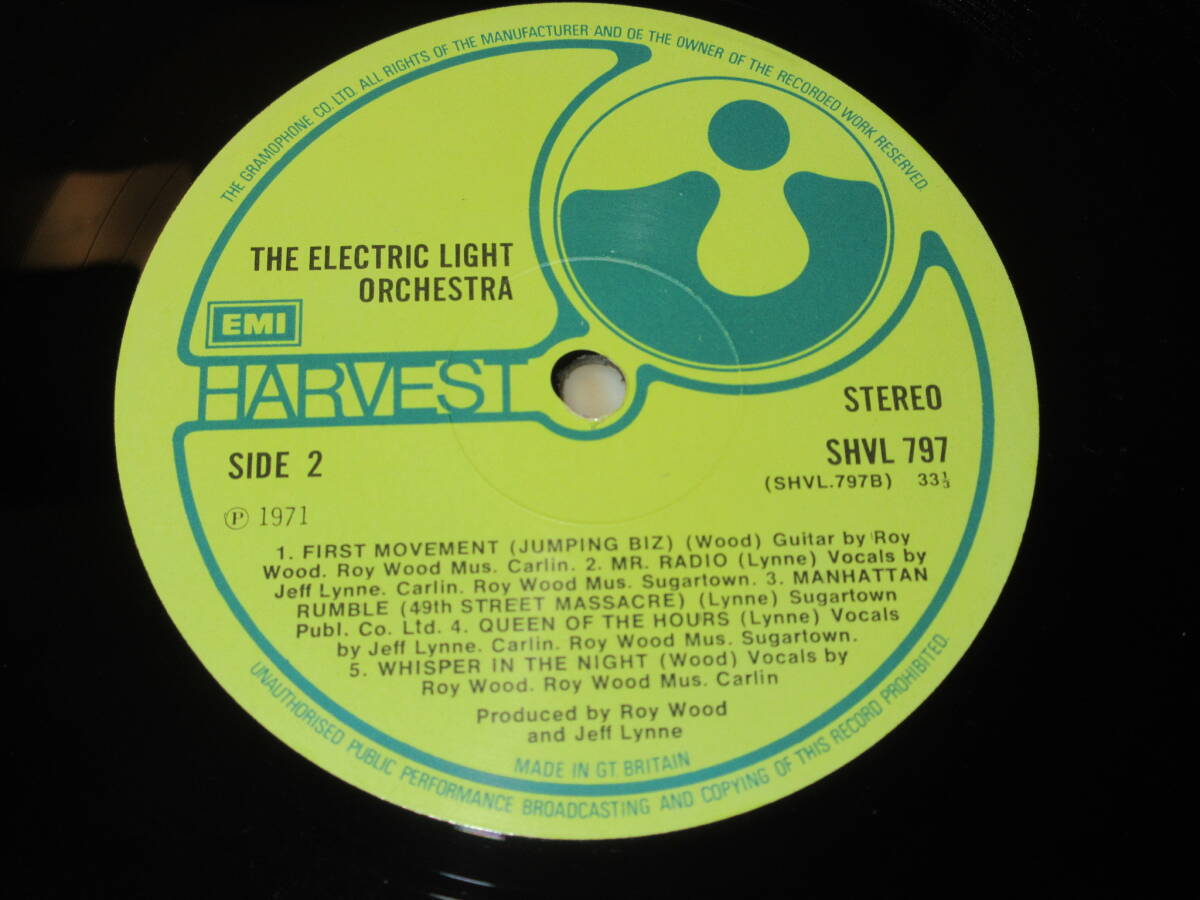 THE GRAMOPHONE CO. LTD. ALL RIGHTS OF THE MANUFACTURER AND OF THE OWNER OF THE RECORDED WORK RESERVED.
THE ELECTRIC LIGHT
ORCHESTRA
EMI
HARVEST
STEREO
SIDE 2
SHVL 797
(SHVL.797B) 33⅓
Ⓟ 1971
1. FIRST MOVEMENT (JUMPING BIZ) (Wood) Guitar by Roy
Wood. Roy Wood Mus. Carlin. 2. MR. RADIO (Lynne) Vocals by
Jeff Lynne. Carlin. Roy Wood Mus. Sugartown. 3. MANHATTAN
RUMBLE (49th STREET MASSACRE) (Lynne) Sugartown
Publ. Co. Ltd. 4. QUEEN OF THE HOURS (Lynne) Vocals
by Jeff Lynne. Carlin. Roy Wood Mus. Sugartown.
5. WHISPER IN THE NIGHT (Wood) Vocals by
Roy Wood. Roy Wood Mus. Carlin
Produced by Roy Wood
and Jeff Lynne
MADE IN GT. BRITAIN
UNAUTHORISED PUBLIC PERFORMANCE BROADCASTING AND COPYING OF THIS RECORD PROHIBITED.